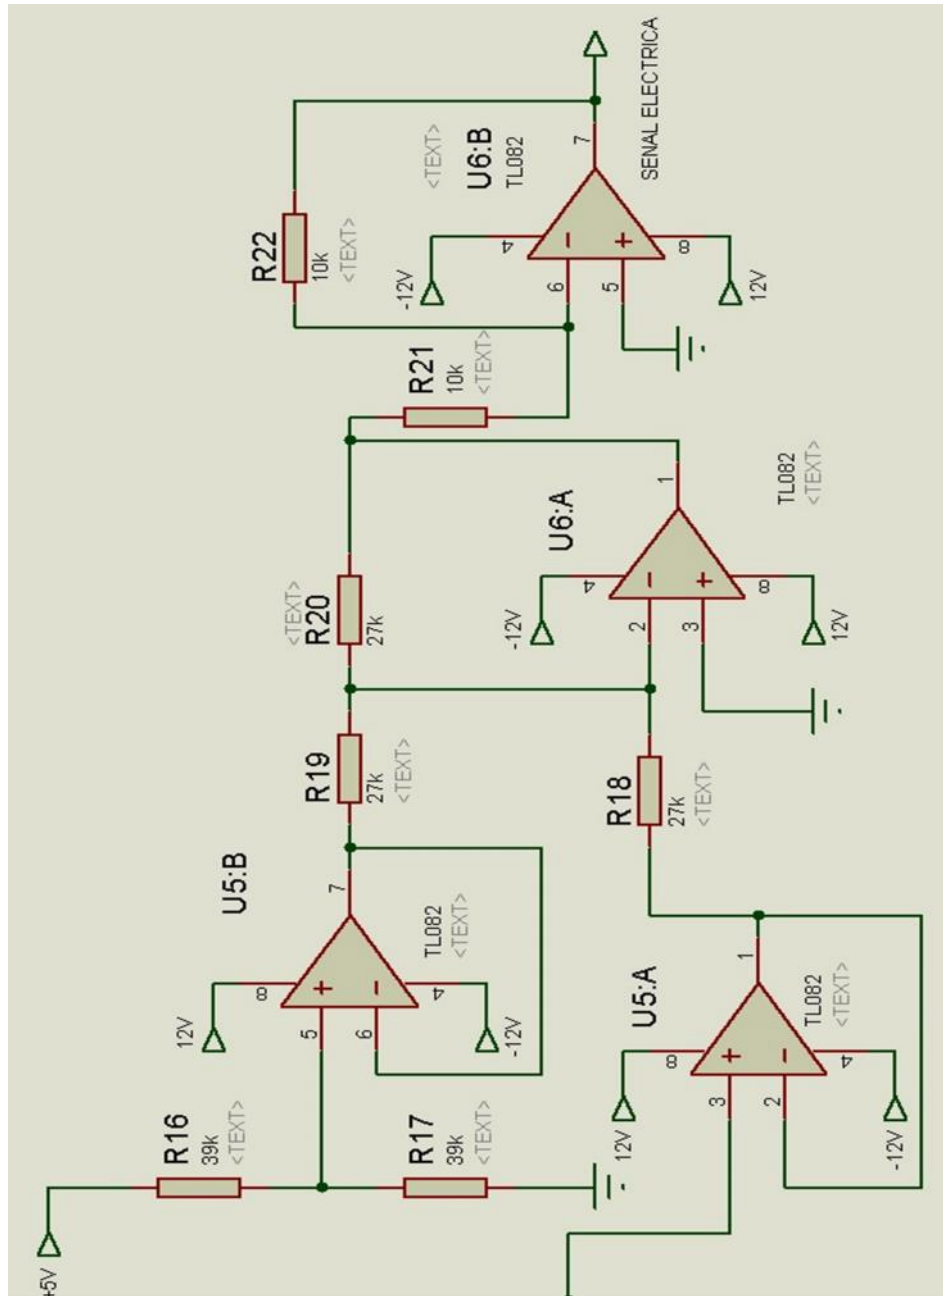 SENAL ELECTRICA
<TEXT>
U6:B
TL082
7
4
8
6
5
-12V
12V
R22
10k
<TEXT>
R21
10k
<TEXT>
U6:A
TL082
<TEXT>
1
4
8
2
3
-12V
12V
<TEXT>
R20
27k
R19
27k
<TEXT>
R18
27k
<TEXT>
U5:B
TL082
<TEXT>
7
8
4
5
6
12V
-12V
U5:A
TL082
<TEXT>
1
8
4
3
2
12V
-12V
R16
39k
<TEXT>
R17
39k
<TEXT>
+5V